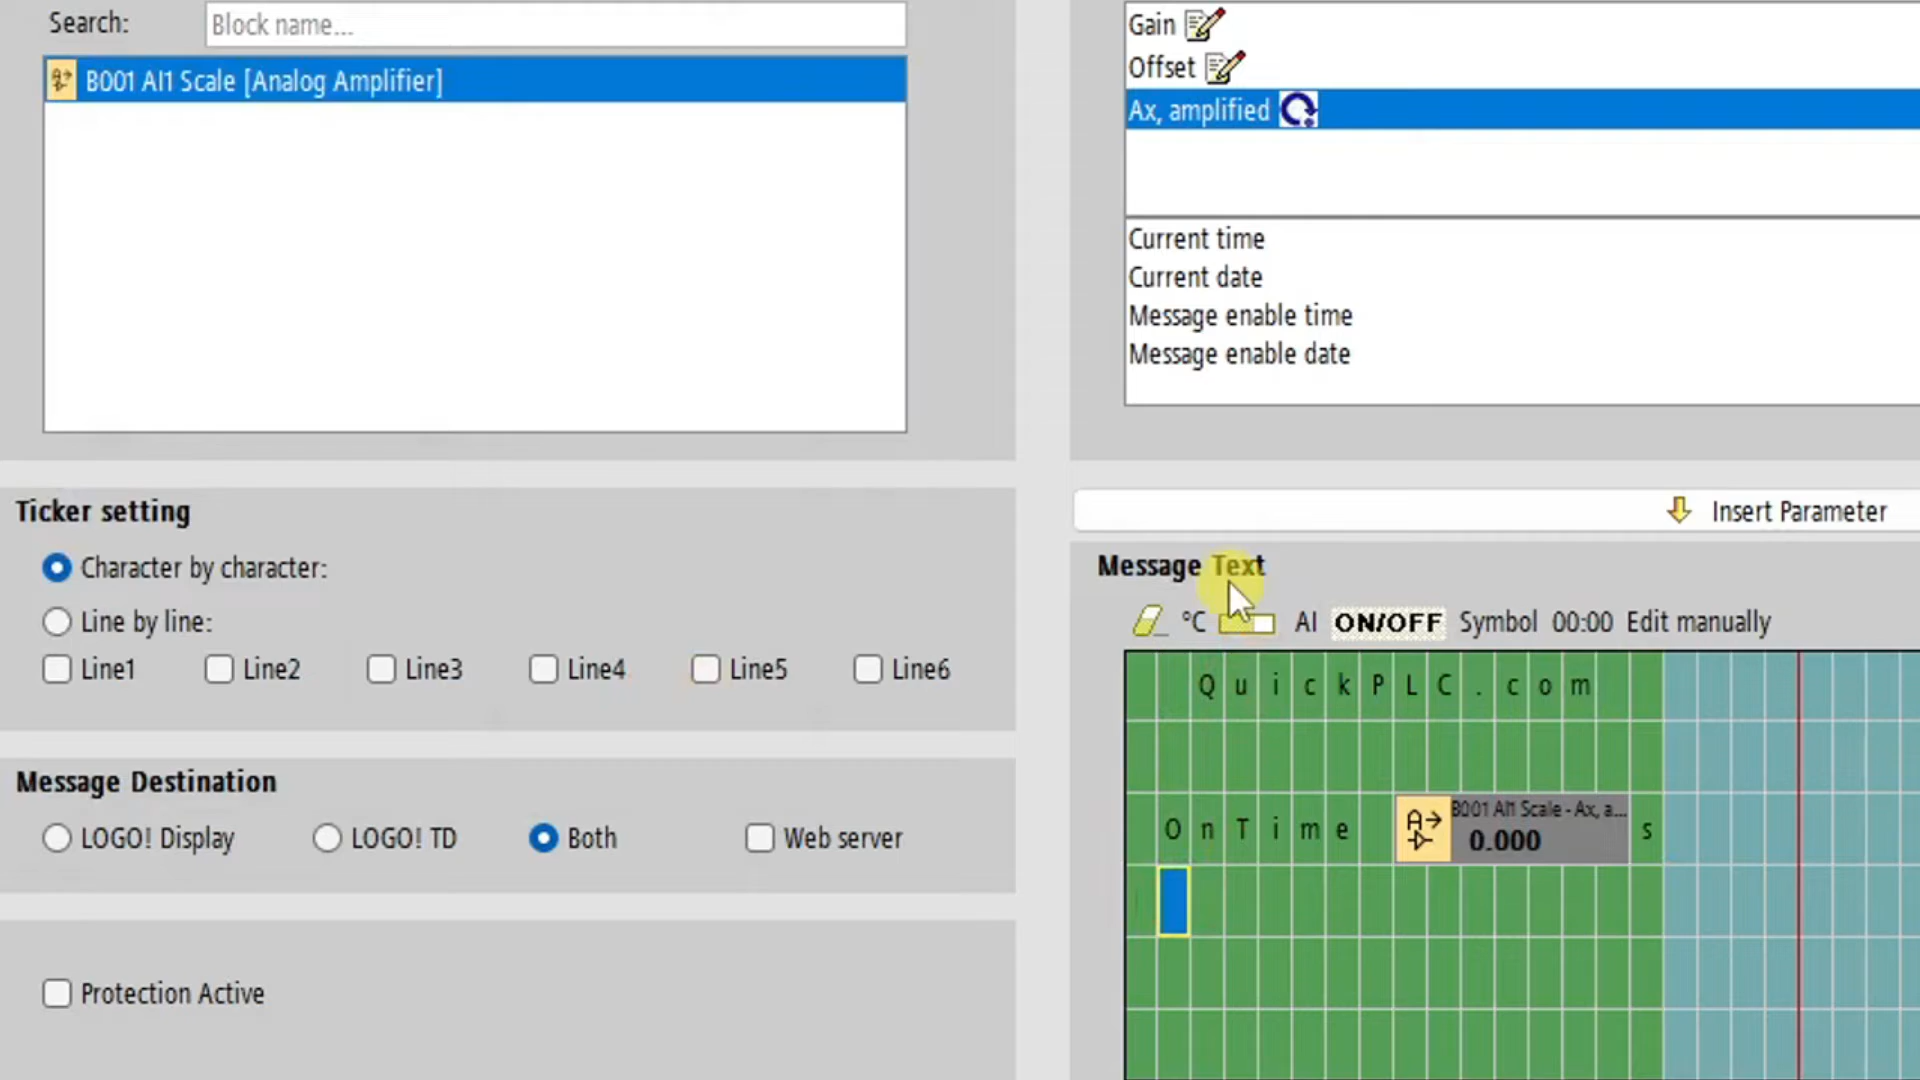 Search: Block name...
B001 AI1 Scale [Analog Amplifier]
Gain
Offset
Ax, amplified
Current time
Current date
Message enable time
Message enable date
Insert Parameter
Ticker setting
Character by character:
Line by line:
Line1 Line2 Line3 Line4 Line5 Line6
Message Destination
LOGO! Display LOGO! TD Both Web server
Protection Active
Message Text
°C AI ON/OFF Symbol 00:00 Edit manually
QuickPLC.com
OnTime B001 AI1 Scale - Ax, a... s
0.000